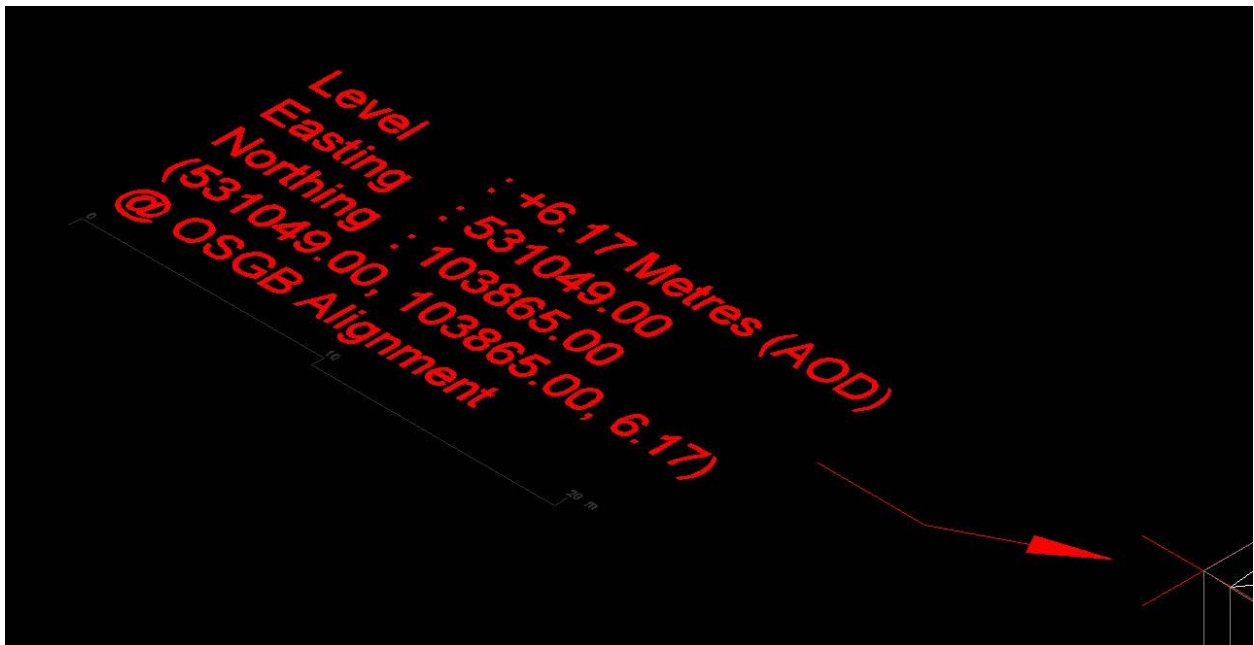 Level : +6.17 Metres (AOD)
Easting : 531049.00
Northing : 103865.00
(531049.00, 103865.00, 6.17)
@ OSGB Alignment
0
10
20 m